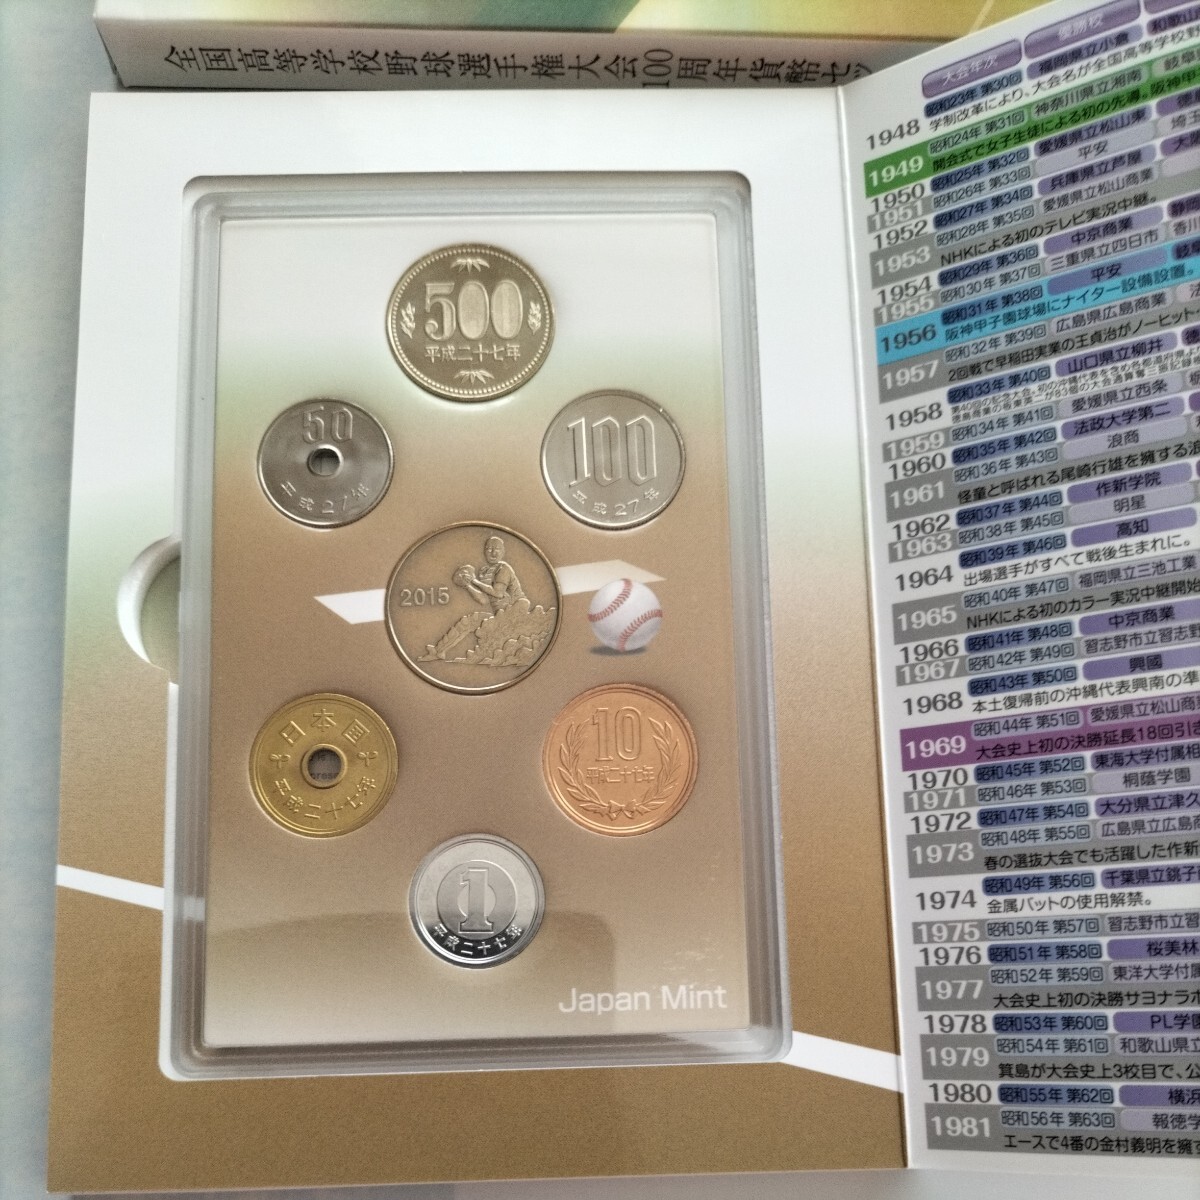 全国高等学校野球選手権大会100周年貨幣セッ
500
平成二十七年
50
平成27年
100
平成27年
2015
日本国
平成二十七年
10
平成二十七年
1
平成二十七年
Japan Mint
大会年次 優勝校
1948 昭和23年 第30回 福岡県立小倉 和歌山
学制改革により、大会名が全国高等学校野
1949 昭和24年 第31回 神奈川県立湘南 岐阜
開会式で女子生徒による初の先導。阪神甲
1950 昭和25年 第32回 愛媛県立松山東
1951 昭和26年 第33回 平安 埼玉
1952 昭和27年 第34回 兵庫県立芦屋 大阪
1953 昭和28年 第35回 愛媛県立松山商業
NHKによる初のテレビ実況中継。
1954 昭和29年 第36回 中京商業 静岡
1955 昭和30年 第37回 三重県立四日市 香川
1956 昭和31年 第38回 平安 岐
阪神甲子園球場にナイター設備設置。
1957 昭和32年 第39回 広島県広島商業 法
2回戦で早稲田実業の王貞治がノーヒット
1958 昭和33年 第40回 山口県立柳井 徳
1959 昭和34年 第41回 愛媛県立西条
1960 昭和35年 第42回 法政大学第二
1961 昭和36年 第43回 浪商
怪童と呼ばれる尾崎行雄を擁する浪
1962 昭和37年 第44回 作新学院
1963 昭和38年 第45回 明星
1964 昭和39年 第46回 高知
出場選手がすべて戦後生まれに。
1965 昭和40年 第47回 福岡県立三池工業
NHKによる初のカラー実況中継開始
1966 昭和41年 第48回 中京商業
1967 昭和42年 第49回 習志野市立習志
1968 昭和43年 第50回 興國
本土復帰前の沖縄代表興南の準
1969 昭和44年 第51回 愛媛県立松山商
大会史上初の決勝延長18回引き
1970 昭和45年 第52回 東海大学付属相
1971 昭和46年 第53回 桐蔭学園
1972 昭和47年 第54回 大分県立津久
1973 昭和48年 第55回 広島県立広島商
春の選抜大会でも活躍した作新
1974 昭和49年 第56回 千葉県立銚子
金属バットの使用解禁。
1975 昭和50年 第57回 習志野市立習
1976 昭和51年 第58回 桜美林
1977 昭和52年 第59回 東洋大学付属
大会史上初の決勝サヨナラホ
1978 昭和53年 第60回 PL学園
1979 昭和54年 第61回 和歌山県立
箕島が大会史上3校目で、公
1980 昭和55年 第62回 横浜
1981 昭和56年 第63回 報徳学
エースで4番の金村義明を擁す